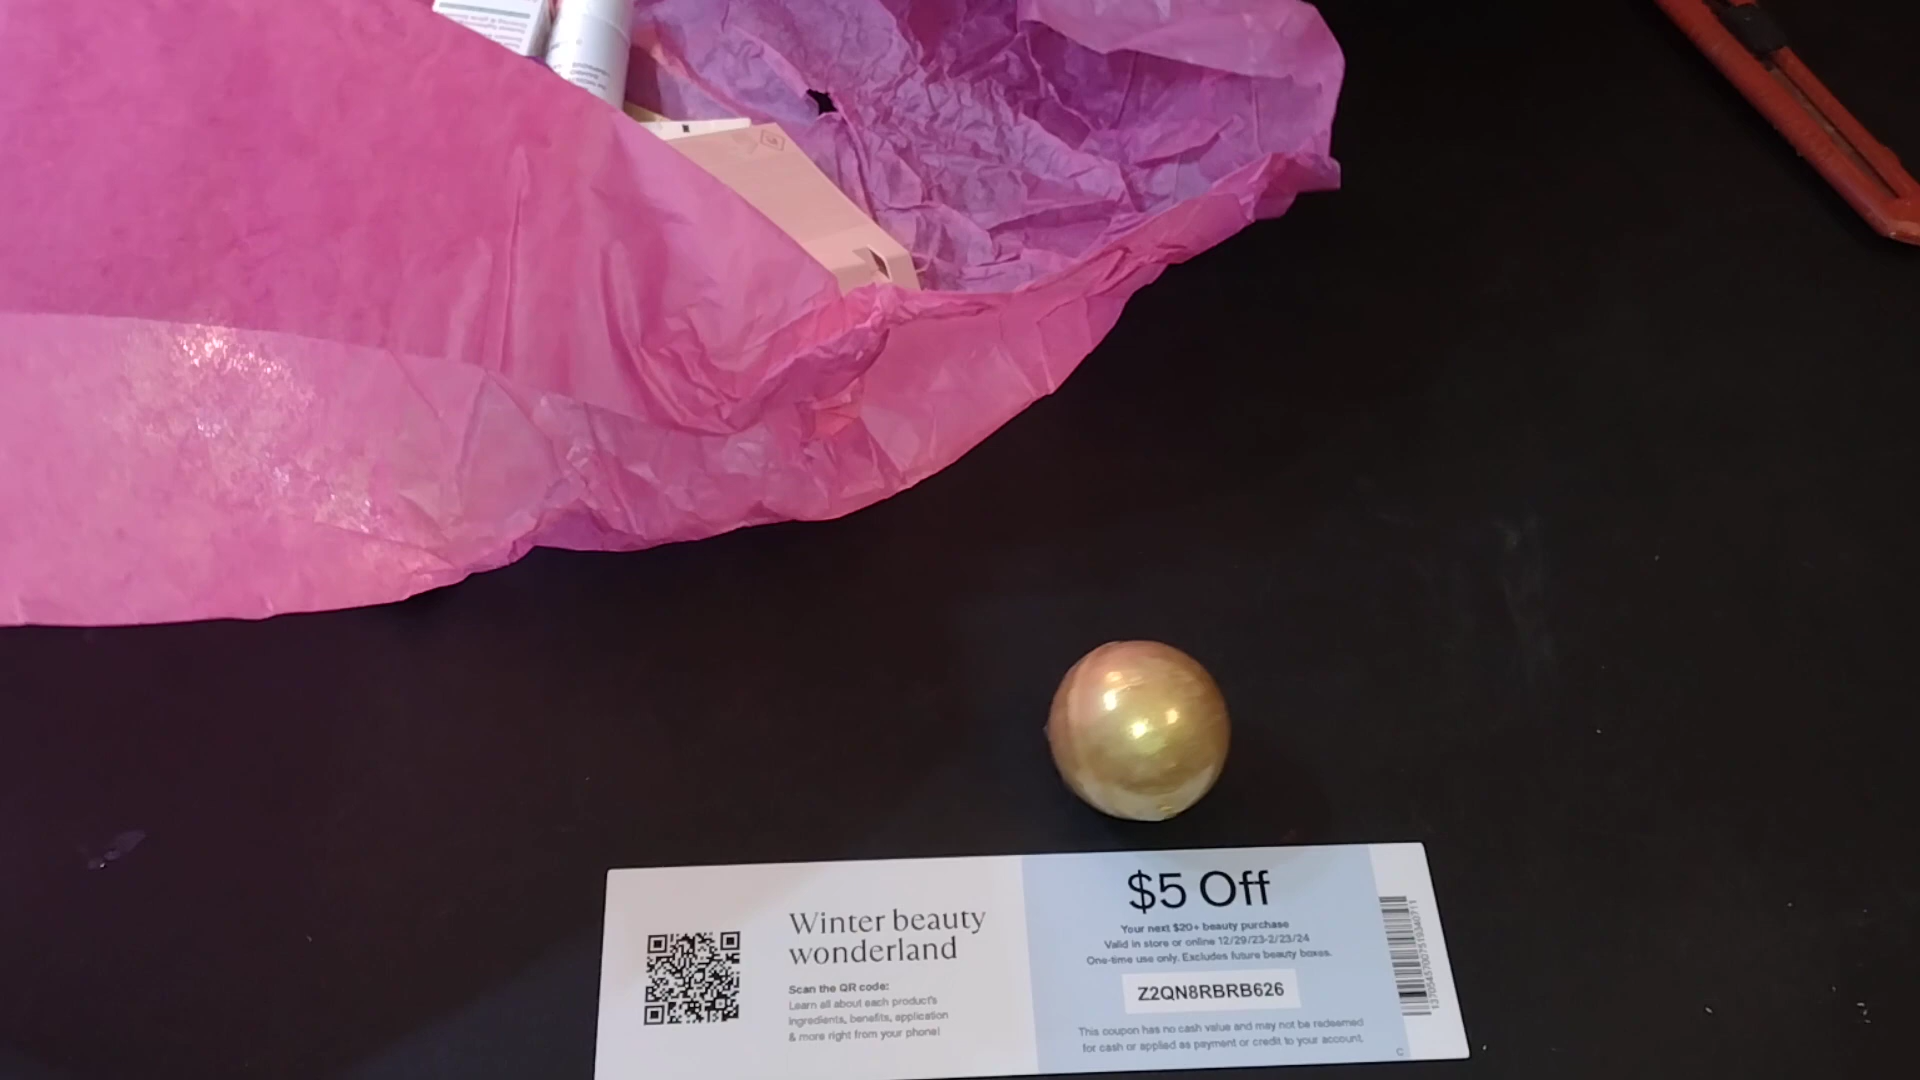 Winter beauty
wonderland
Scan the QR code:
Learn all about each product's
ingredients, benefits, application
& more right from your phone!
$5 Off
Your next $20+ beauty purchase
Valid in store or online 12/29/23-2/23/24
One-time use only. Excludes future beauty boxes.
Z2QN8RBRB626
This coupon has no cash value and may not be redeemed
for cash or applied as payment or credit to your account.
C